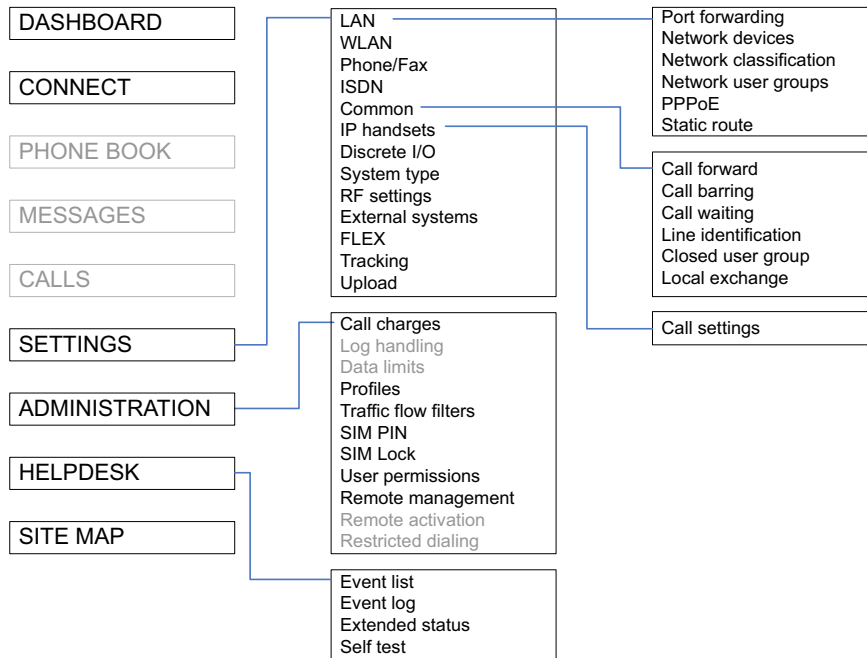 DASHBOARD
CONNECT
PHONE BOOK
MESSAGES
CALLS
SETTINGS
ADMINISTRATION
HELPDESK
SITE MAP
LAN
WLAN
Phone/Fax
ISDN
Common
IP handsets
Discrete I/O
System type
RF settings
External systems
FLEX
Tracking
Upload
Call charges
Log handling
Data limits
Profiles
Traffic flow filters
SIM PIN
SIM Lock
User permissions
Remote management
Remote activation
Restricted dialing
Event list
Event log
Extended status
Self test
Port forwarding
Network devices
Network classification
Network user groups
PPPoE
Static route
Call forward
Call barring
Call waiting
Line identification
Closed user group
Local exchange
Call settings